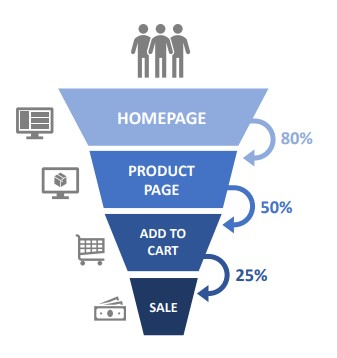 HOMEPAGE
80%
PRODUCT
PAGE
50%
ADD TO
CART
25%
SALE